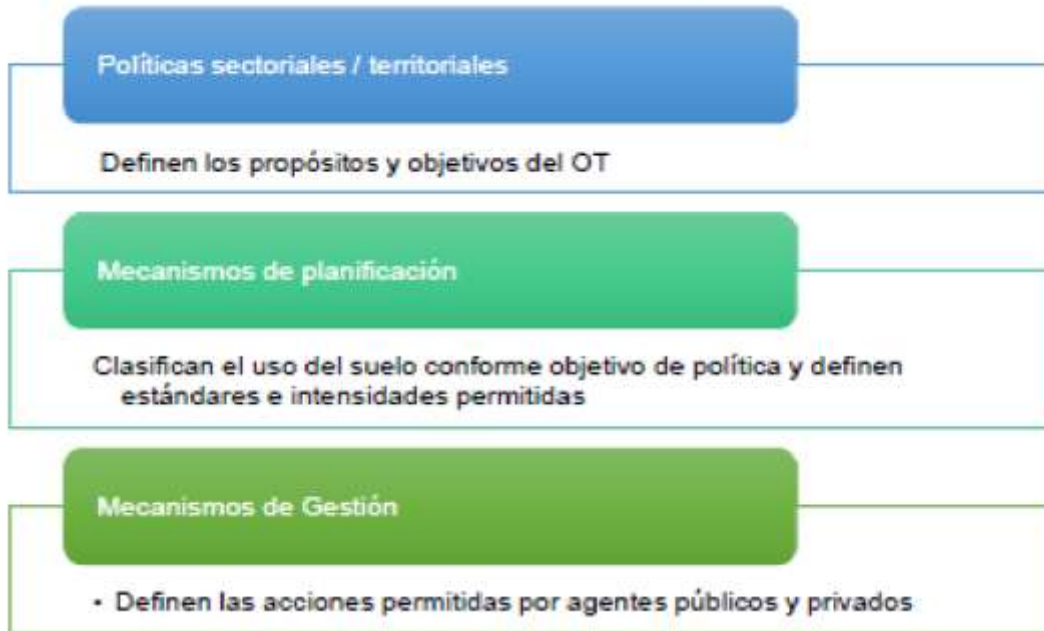 Políticas sectoriales / territoriales
Definen los propósitos y objetivos del OT
Mecanismos de planificación
Clasifican el uso del suelo conforme objetivo de política y definen
estándares e intensidades permitidas
Mecanismos de Gestión
• Definen las acciones permitidas por agentes públicos y privados